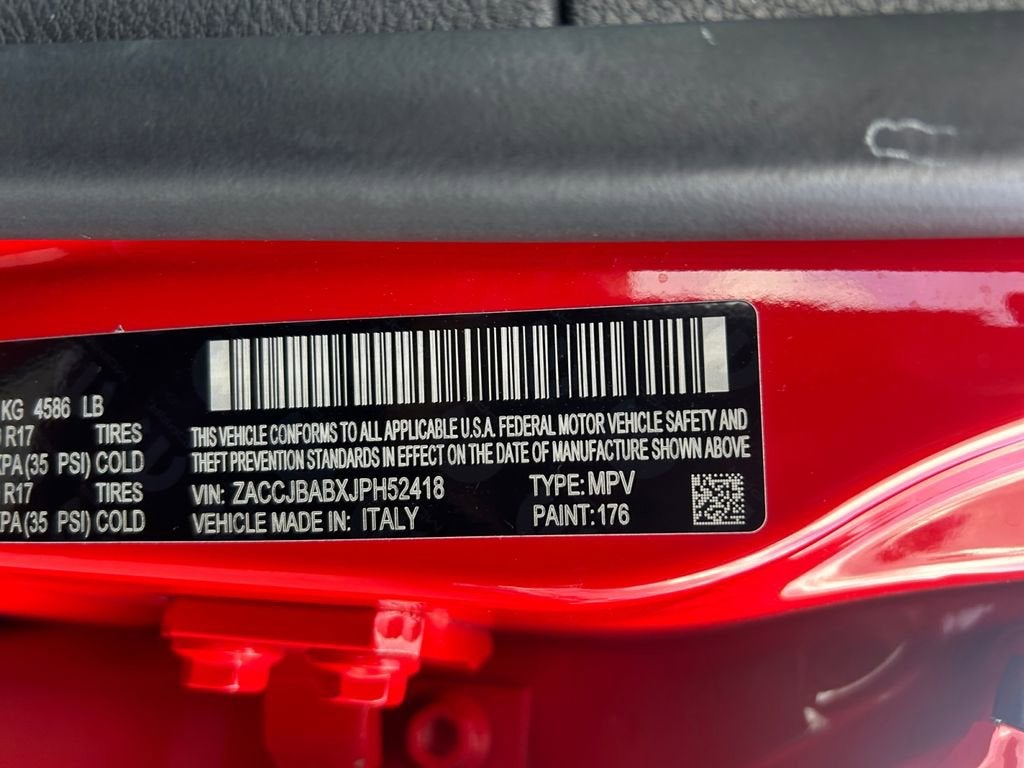 KG 4586 LB
R17 TIRES
KPA (35 PSI) COLD
R17 TIRES
KPA (35 PSI) COLD
THIS VEHICLE CONFORMS TO ALL APPLICABLE U.S.A. FEDERAL MOTOR VEHICLE SAFETY AND
THEFT PREVENTION STANDARDS IN EFFECT ON THE DATE OF MANUFACTURE SHOWN ABOVE
VIN: ZACCJBABXJPH52418 TYPE: MPV
VEHICLE MADE IN: ITALY PAINT: 176